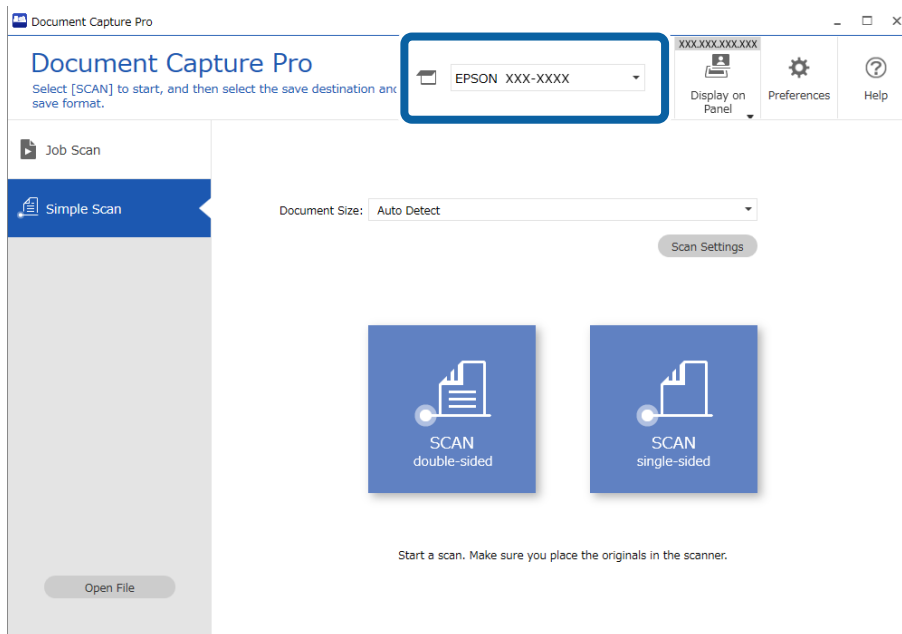 Document Capture Pro
Document Capture Pro
Select [SCAN] to start, and then select the save destination and
save format.
EPSON XXX-XXXX
XXX.XXX.XXX.XXX
Display on
Panel
Preferences
Help
Job Scan
Simple Scan
Document Size:
Auto Detect
Scan Settings
SCAN
double-sided
SCAN
single-sided
Start a scan. Make sure you place the originals in the scanner.
Open File